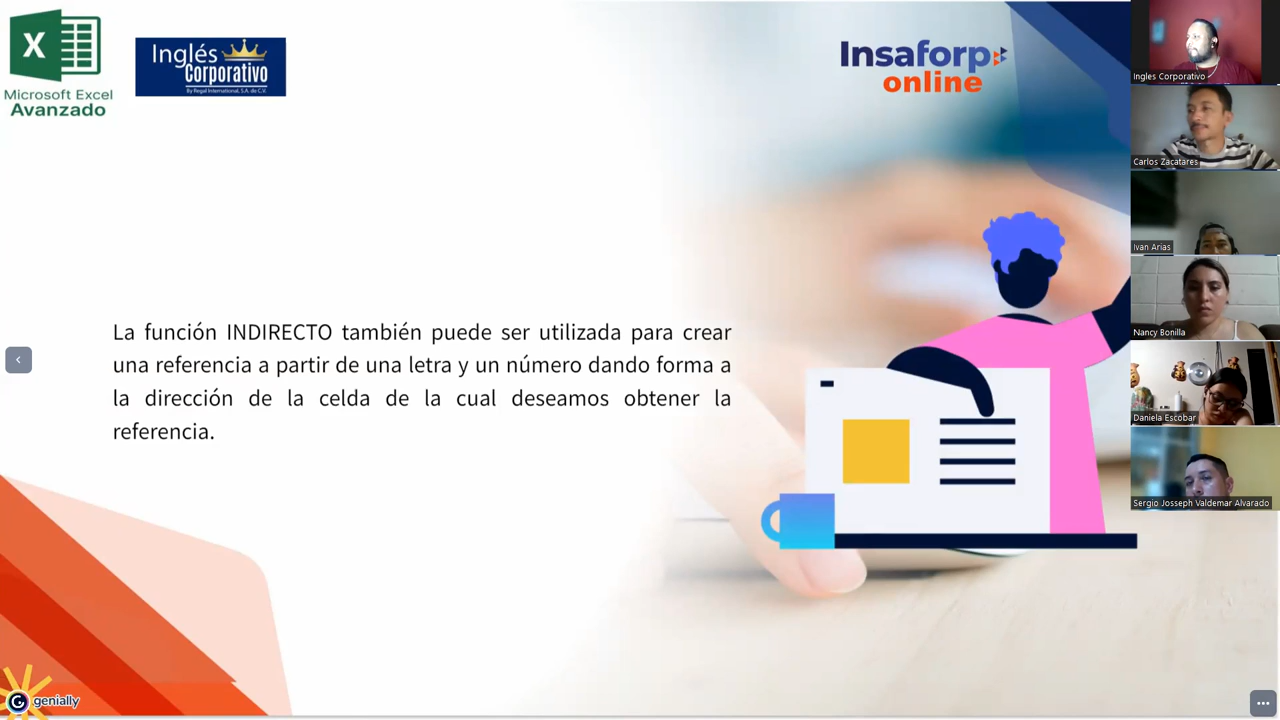 Microsoft Excel
Avanzado
Inglés
Corporativo
By Regal International, S.A. de C.V.
Insaforp
online
La función INDIRECTO también puede ser utilizada para crear
una referencia a partir de una letra y un número dando forma a
la dirección de la celda de la cual deseamos obtener la
referencia.
genially
Ingles Corporativo
Carlos Zacatares
Ivan Arias
Nancy Bonilla
Daniela Escobar
Sergio Josseph Valdemar Alvarado